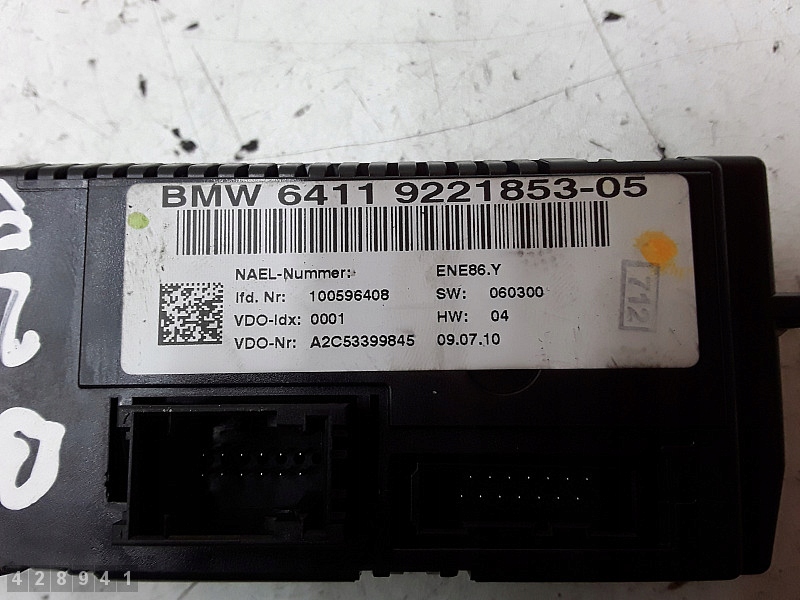 BMW 6411 9221853-05
NAEL-Nummer: ENE86.Y
lfd. Nr: 100596408 SW: 060300
VDO-Idx: 0001 HW: 04
VDO-Nr: A2C53399845 09.07.10
712
428941